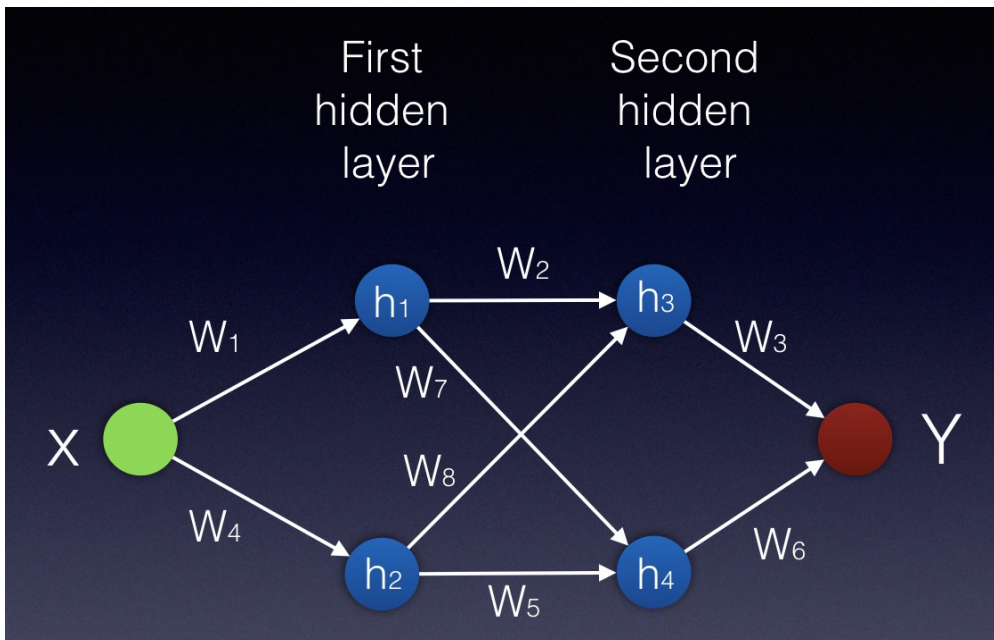 First
hidden
layer
Second
hidden
layer
W2
h1
h3
W1
W7
W3
X
Y
W8
W4
W6
h2
h4
W5